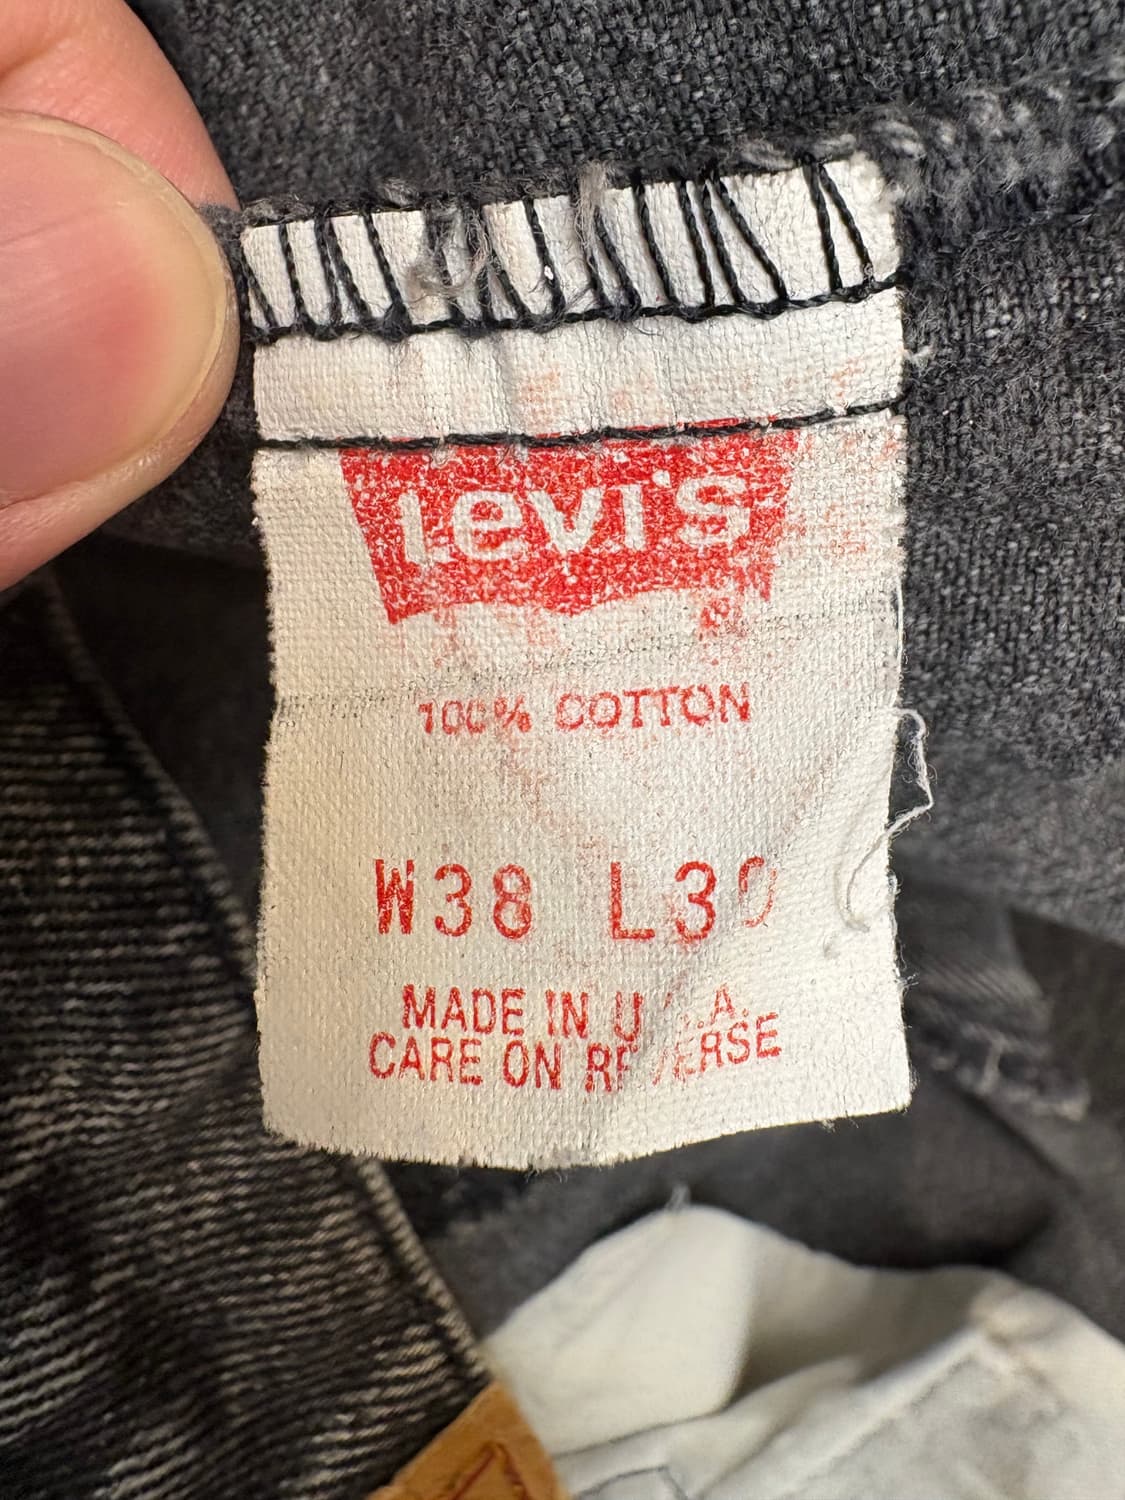 Levi's
100% COTTON
W38 L30
MADE IN U.S.A.
CARE ON REVERSE